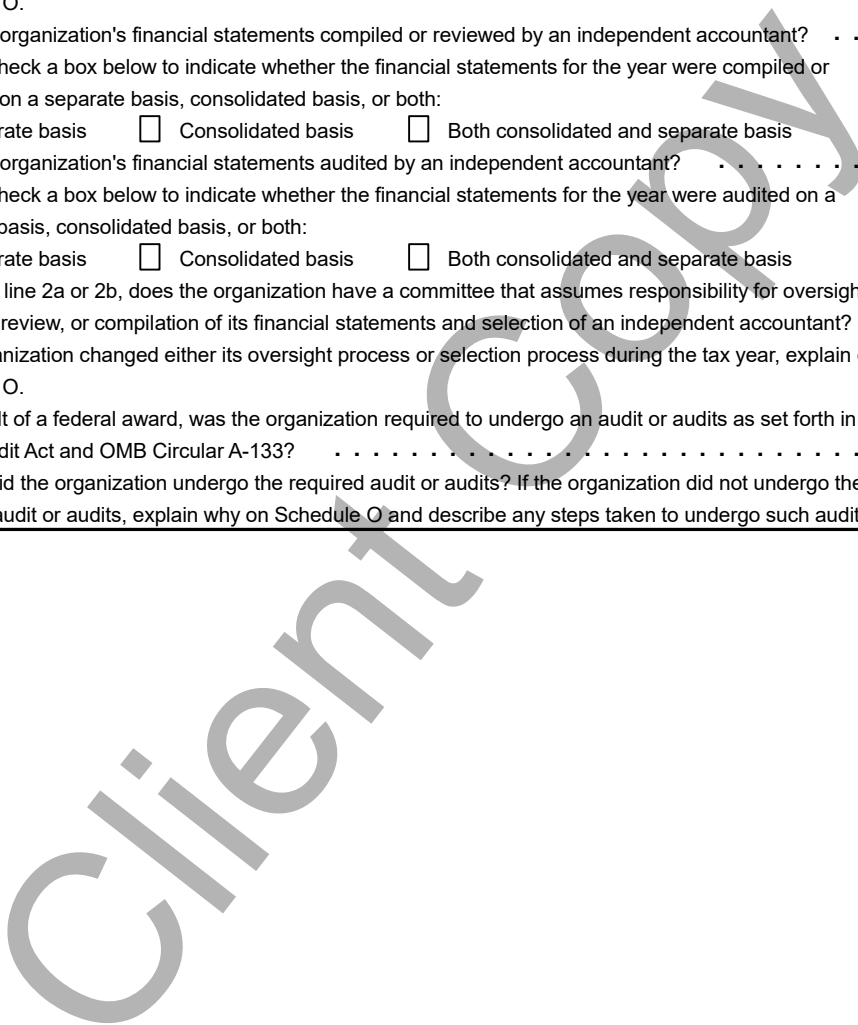 O.
organization's financial statements compiled or reviewed by an independent accountant? . .
heck a box below to indicate whether the financial statements for the year were compiled or
on a separate basis, consolidated basis, or both:
rate basis Consolidated basis Both consolidated and separate basis
organization's financial statements audited by an independent accountant? . . . . . . . .
heck a box below to indicate whether the financial statements for the year were audited on a
basis, consolidated basis, or both:
rate basis Consolidated basis Both consolidated and separate basis
line 2a or 2b, does the organization have a committee that assumes responsibility for oversigh
review, or compilation of its financial statements and selection of an independent accountant?
anization changed either its oversight process or selection process during the tax year, explain
O.
lt of a federal award, was the organization required to undergo an audit or audits as set forth in
dit Act and OMB Circular A-133? . . . . . . . . . . . . . . . . . . . . . . . . . . . .
id the organization undergo the required audit or audits? If the organization did not undergo the
audit or audits, explain why on Schedule O and describe any steps taken to undergo such audit
Client Copy